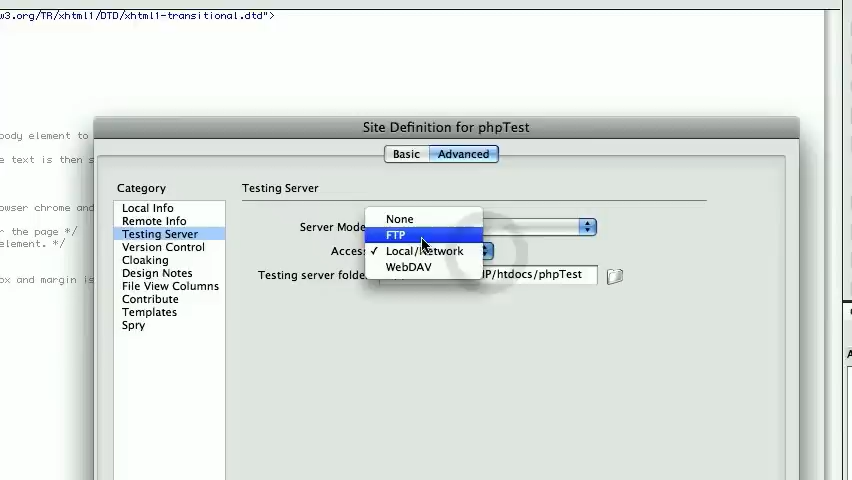 w3.org/TR/xhtml1/DTD/xhtml1-transitional.dtd">
body element to
e text is then s
owser chrome and
r the page */
element. */
ox and margin is
Site Definition for phpTest
Basic
Advanced
Category
Testing Server
Local Info
Remote Info
Testing Server
Version Control
Cloaking
Design Notes
File View Columns
Contribute
Templates
Spry
Server Mode
Access
Testing server folde
None
FTP
✓ Local/Network
WebDAV
P/htdocs/phpTest
A